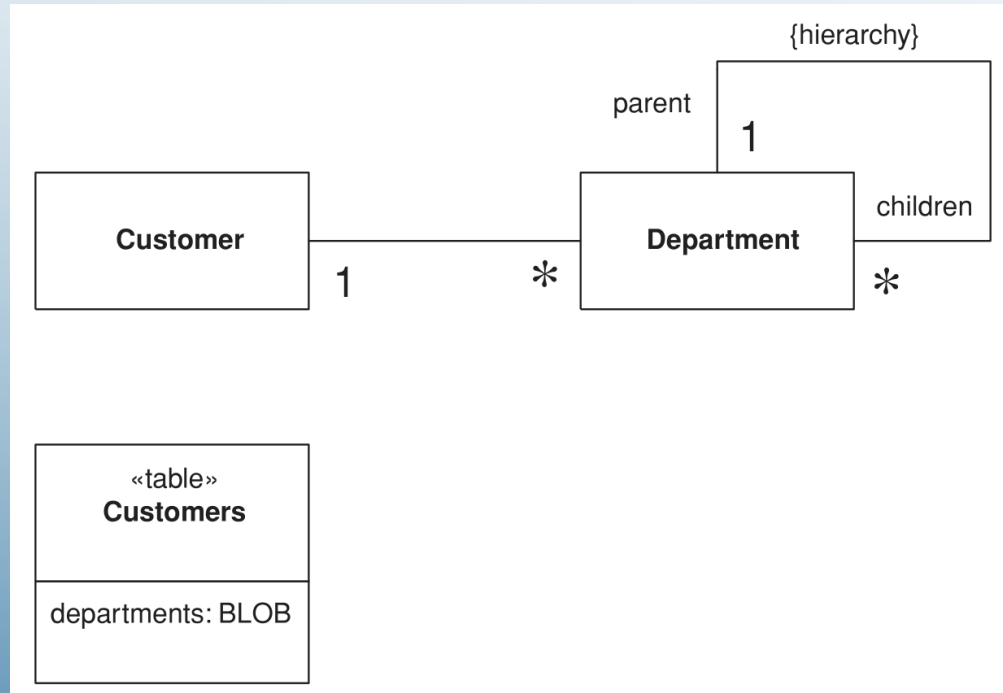 {hierarchy}
parent
1
children
Customer
Department
1
*
*
«table»
Customers
departments: BLOB